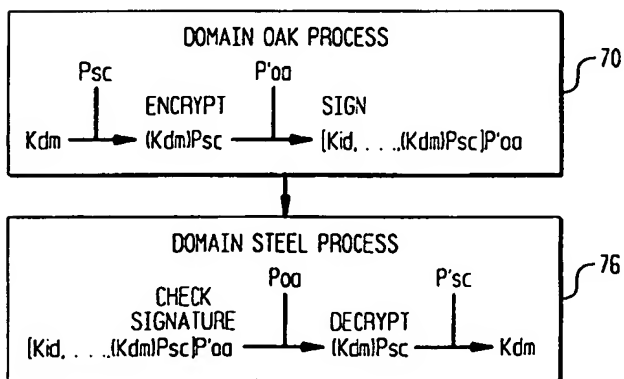 DOMAIN OAK PROCESS
Psc P'oa
ENCRYPT SIGN
Kdm (Kdm)Psc [Kid, . . .,(Kdm)Psc]P'oa
70
DOMAIN STEEL PROCESS
Poa P'sc
CHECK
SIGNATURE DECRYPT
[Kid, . . .,(Kdm)Psc]P'oa (Kdm)Psc Kdm
76